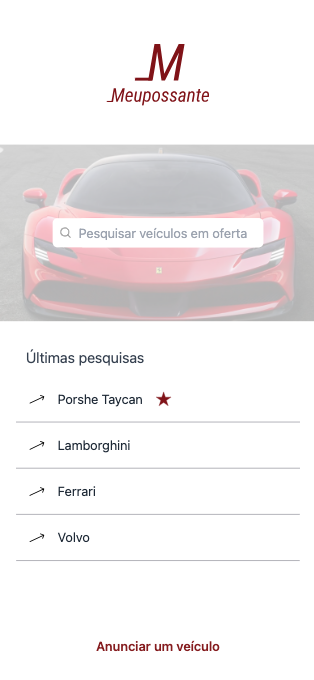 M
Meupossante
Pesquisar veículos em oferta
Últimas pesquisas
Porshe Taycan
Lamborghini
Ferrari
Volvo
Anunciar um veículo